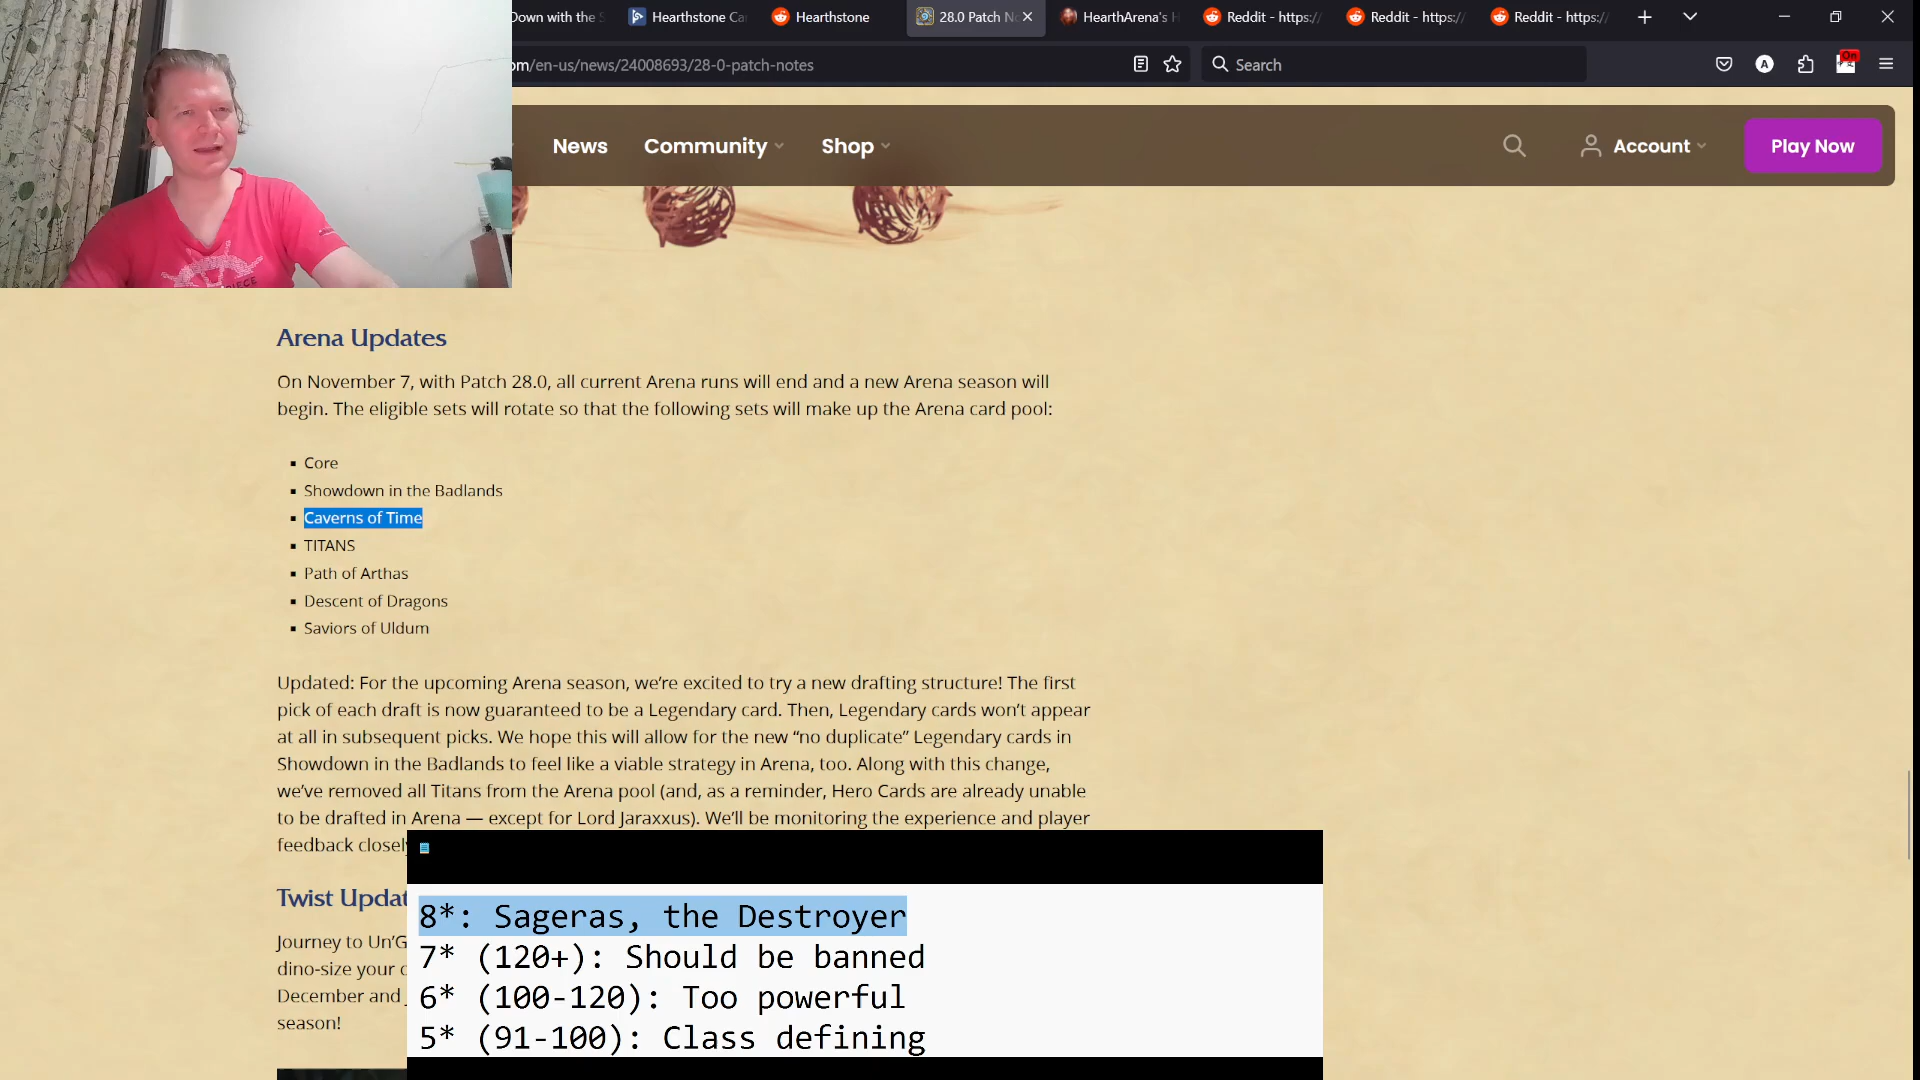 Down with the S
Hearthstone Car
Hearthstone
28.0 Patch N
HearthArena's H
Reddit - https://
Reddit - https://
Reddit - https://
om/en-us/news/24008693/28-0-patch-notes
Search
A
On
News
Community
Shop
Account
Play Now
Arena Updates
On November 7, with Patch 28.0, all current Arena runs will end and a new Arena season will
begin. The eligible sets will rotate so that the following sets will make up the Arena card pool:
Core
Showdown in the Badlands
Caverns of Time
TITANS
Path of Arthas
Descent of Dragons
Saviors of Uldum
Updated: For the upcoming Arena season, we’re excited to try a new drafting structure! The first
pick of each draft is now guaranteed to be a Legendary card. Then, Legendary cards won’t appear
at all in subsequent picks. We hope this will allow for the new “no duplicate” Legendary cards in
Showdown in the Badlands to feel like a viable strategy in Arena, too. Along with this change,
we’ve removed all Titans from the Arena pool (and, as a reminder, Hero Cards are already unable
to be drafted in Arena — except for Lord Jaraxxus). We’ll be monitoring the experience and player
feedback closely
Twist Updat
Journey to Un’G
dino-size your c
December and
season!
8*: Sageras, the Destroyer
7* (120+): Should be banned
6* (100-120): Too powerful
5* (91-100): Class defining